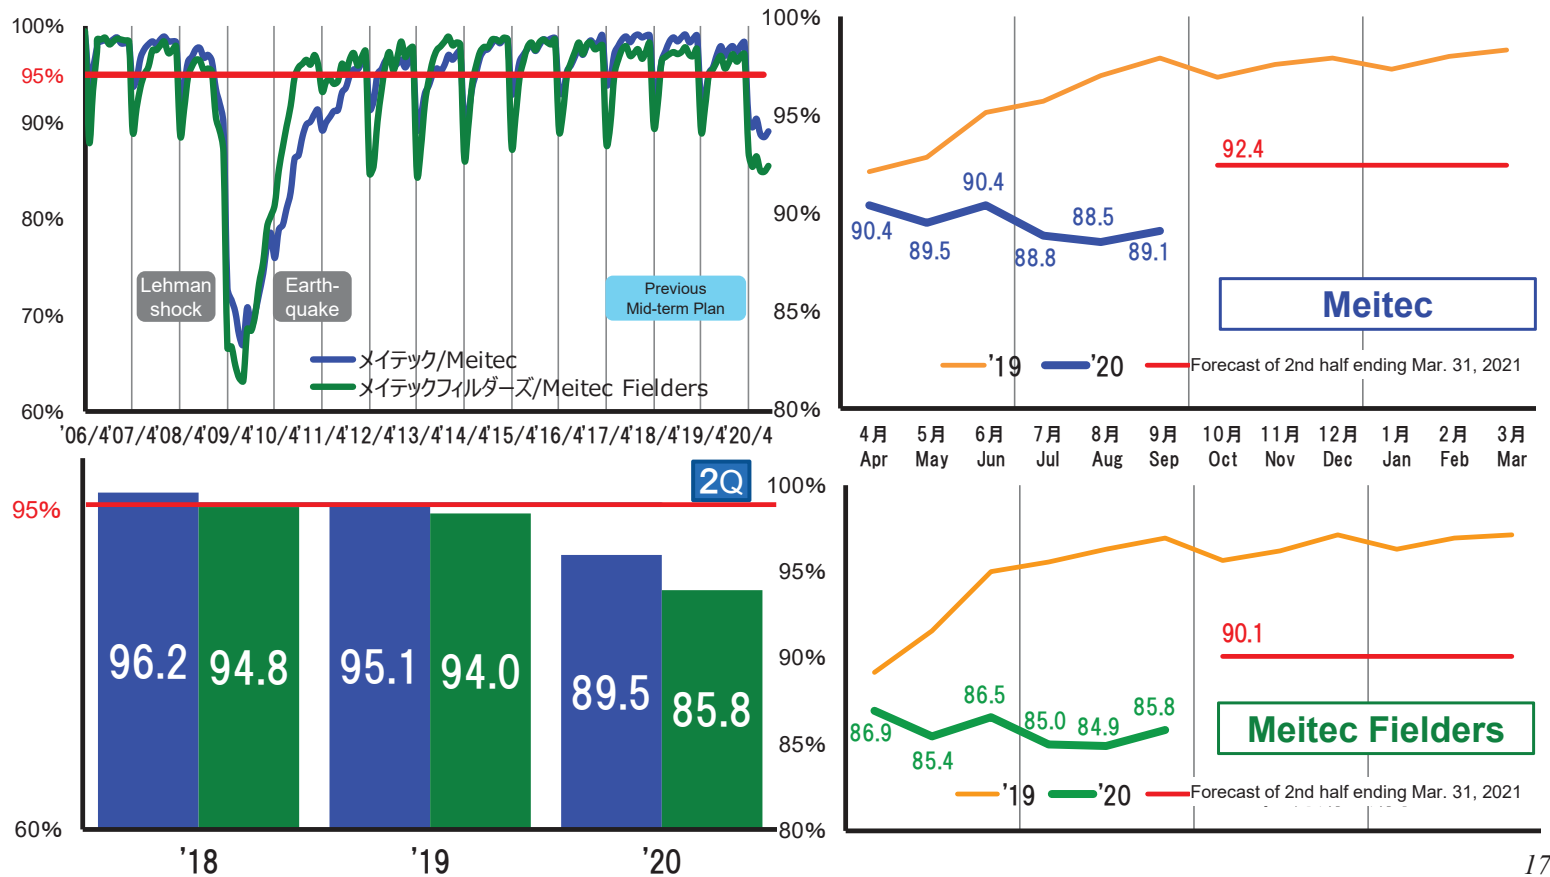 100%
95%
90%
80%
70%
60%
Lehman
shock
Earth-
quake
Previous
Mid-term Plan
メイテック/Meitec
メイテックフィルダーズ/Meitec Fielders
'06/4 '07/4 '08/4 '09/4 '10/4 '11/4 '12/4 '13/4 '14/4 '15/4 '16/4 '17/4 '18/4 '19/4 '20/4
100%
95%
90%
85%
80%
92.4
90.4
90.4
89.5
88.8
88.5
89.1
Meitec
'19
'20
Forecast of 2nd half ending Mar. 31, 2021
4月 5月 6月 7月 8月 9月 10月 11月 12月 1月 2月 3月
Apr May Jun Jul Aug Sep Oct Nov Dec Jan Feb Mar
2Q
95%
60%
96.2
94.8
95.1
94.0
89.5
85.8
'18
'19
'20
100%
95%
90%
85%
80%
90.1
86.9
85.4
86.5
85.0
84.9
85.8
Meitec Fielders
'19
'20
Forecast of 2nd half ending Mar. 31, 2021
17